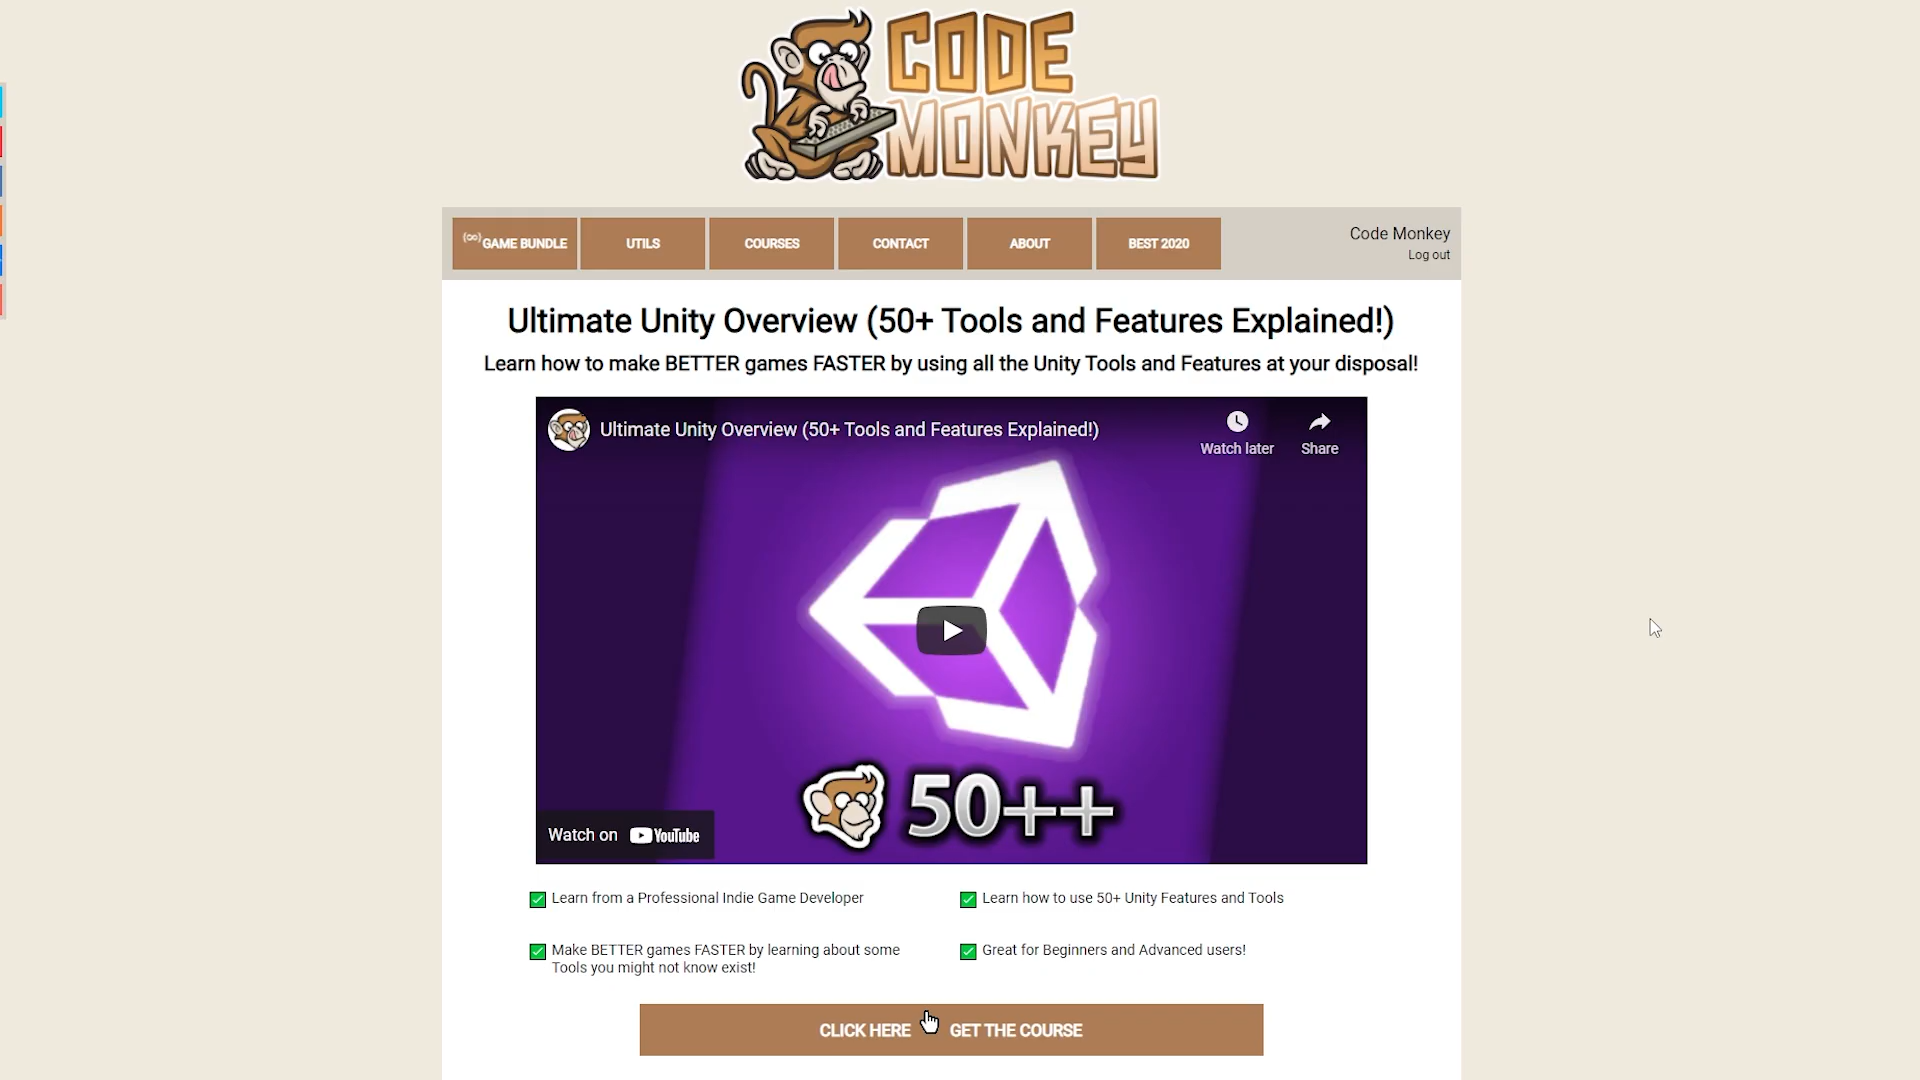 CODE
MONKEY
(∞)GAME BUNDLE
UTILS
COURSES
CONTACT
ABOUT
BEST 2020
Code Monkey
Log out
Ultimate Unity Overview (50+ Tools and Features Explained!)
Learn how to make BETTER games FASTER by using all the Unity Tools and Features at your disposal!
Ultimate Unity Overview (50+ Tools and Features Explained!)
Watch later
Share
50++
Watch on YouTube
Learn from a Professional Indie Game Developer
Learn how to use 50+ Unity Features and Tools
Make BETTER games FASTER by learning about some
Tools you might not know exist!
Great for Beginners and Advanced users!
CLICK HERE GET THE COURSE